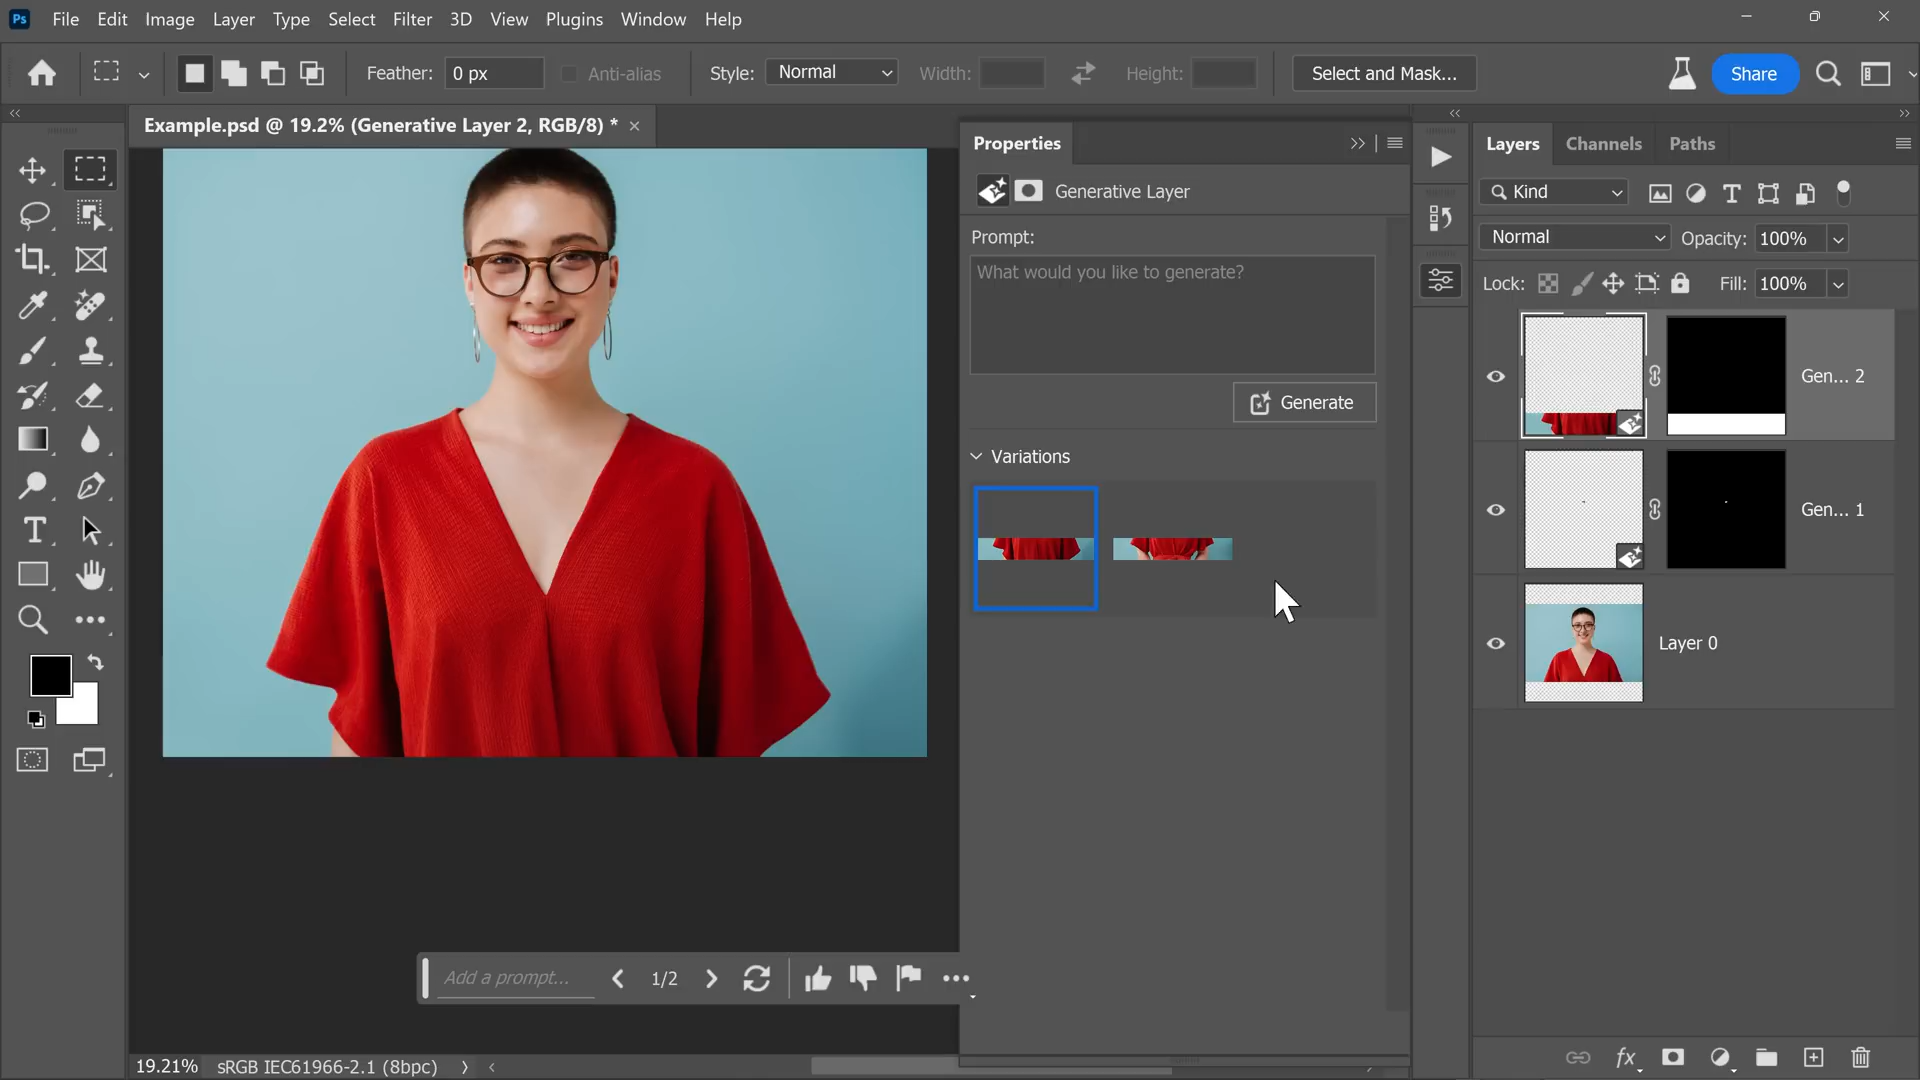 Ps File Edit Image Layer Type Select Filter 3D View Plugins Window Help
Feather: 0 px Anti-alias Style: Normal Width: Height: Select and Mask... Share
Example.psd @ 19.2% (Generative Layer 2, RGB/8) *
Properties
Generative Layer
Prompt:
What would you like to generate?
Generate
Variations
Layers Channels Paths
Kind
Normal Opacity: 100%
Lock: Fill: 100%
Gen... 2
Gen... 1
Layer 0
Add a prompt... 1/2
19.21% sRGB IEC61966-2.1 (8bpc)